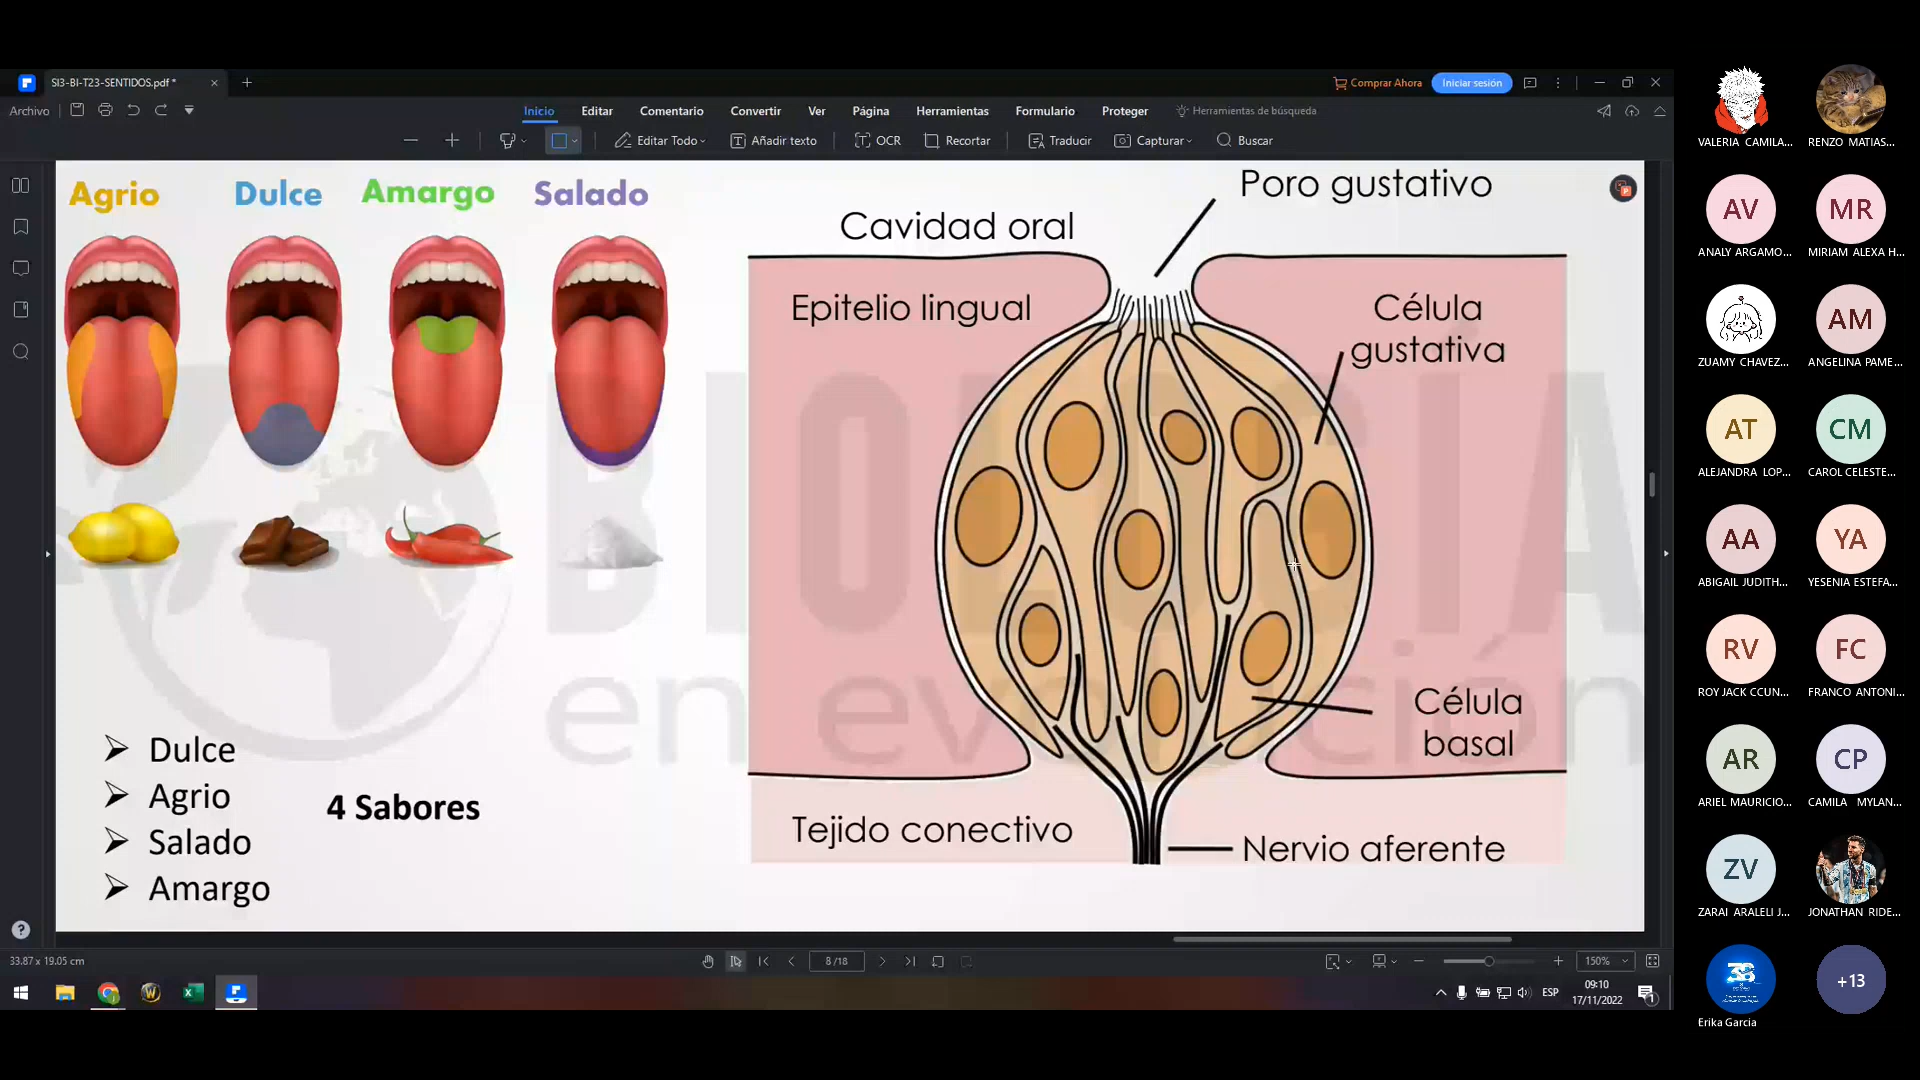 SI3-BI-T23-SENTIDOS.pdf *
Comprar Ahora
Iniciar sesión
Archivo
Inicio
Editar
Comentario
Convertir
Ver
Página
Herramientas
Formulario
Proteger
Herramientas de búsqueda
Editar Todo
Añadir texto
OCR
Recortar
Traducir
Capturar
Buscar
Agrio
Dulce
Amargo
Salado
Poro gustativo
Cavidad oral
Epitelio lingual
Célula
gustativa
BIOLOGIA
en evolución
Célula
basal
Tejido conectivo
Nervio aferente
Dulce
Agrio
Salado
Amargo
4 Sabores
33.87 x 19.05 cm
8 /18
150%
ESP
09:10
17/11/2022
1
VALERIA CAMILA...
RENZO MATIAS...
AV
ANALY ARGAMO...
MR
MIRIAM ALEXA H...
ZUAMY CHAVEZ...
AM
ANGELINA PAME...
AT
ALEJANDRA LOP...
CM
CAROL CELESTE...
AA
ABIGAIL JUDITH...
YA
YESENIA ESTEFA...
RV
ROY JACK CCUN...
FC
FRANCO ANTONI...
AR
ARIEL MAURICIO...
CP
CAMILA MYLAN...
ZV
ZARAI ARALELI J...
JONATHAN RIDE...
Erika Garcia
+13